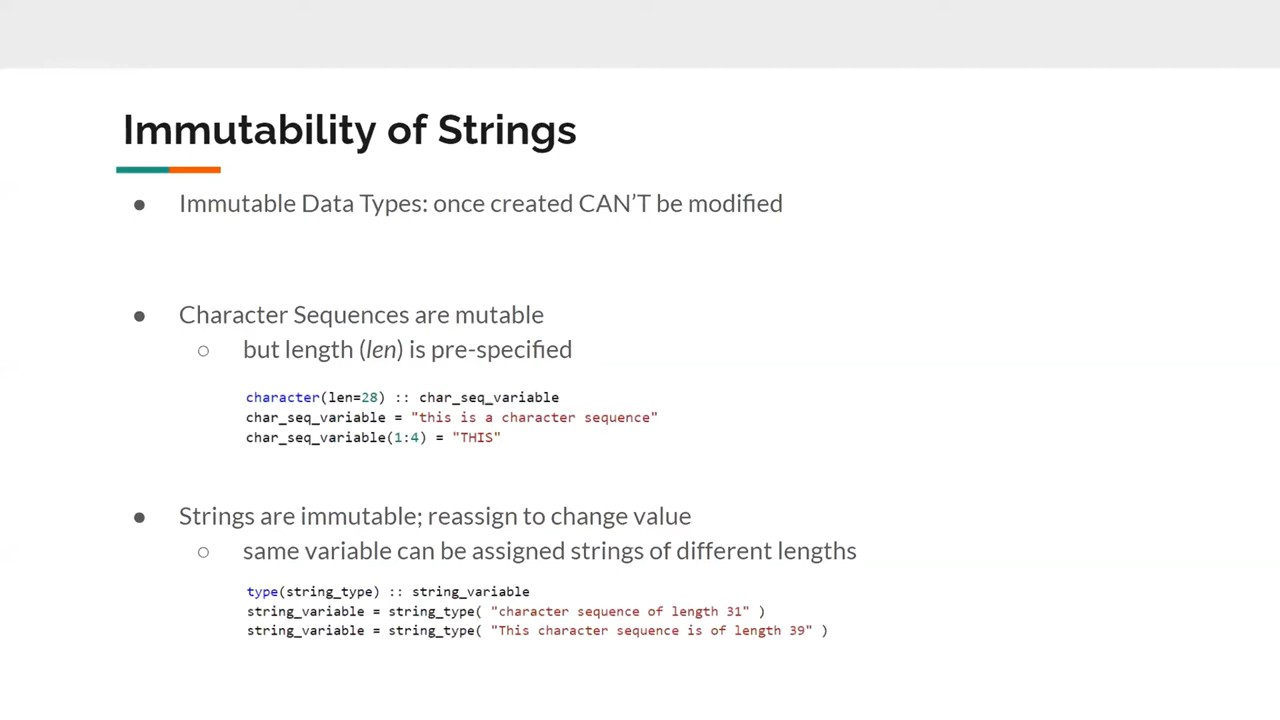 Immutability of Strings
● Immutable Data Types: once created CAN’T be modified
● Character Sequences are mutable
○ but length (len) is pre-specified
character(len=28) :: char_seq_variable
char_seq_variable = "this is a character sequence"
char_seq_variable(1:4) = "THIS"
● Strings are immutable; reassign to change value
○ same variable can be assigned strings of different lengths
type(string_type) :: string_variable
string_variable = string_type( "character sequence of length 31" )
string_variable = string_type( "This character sequence is of length 39" )